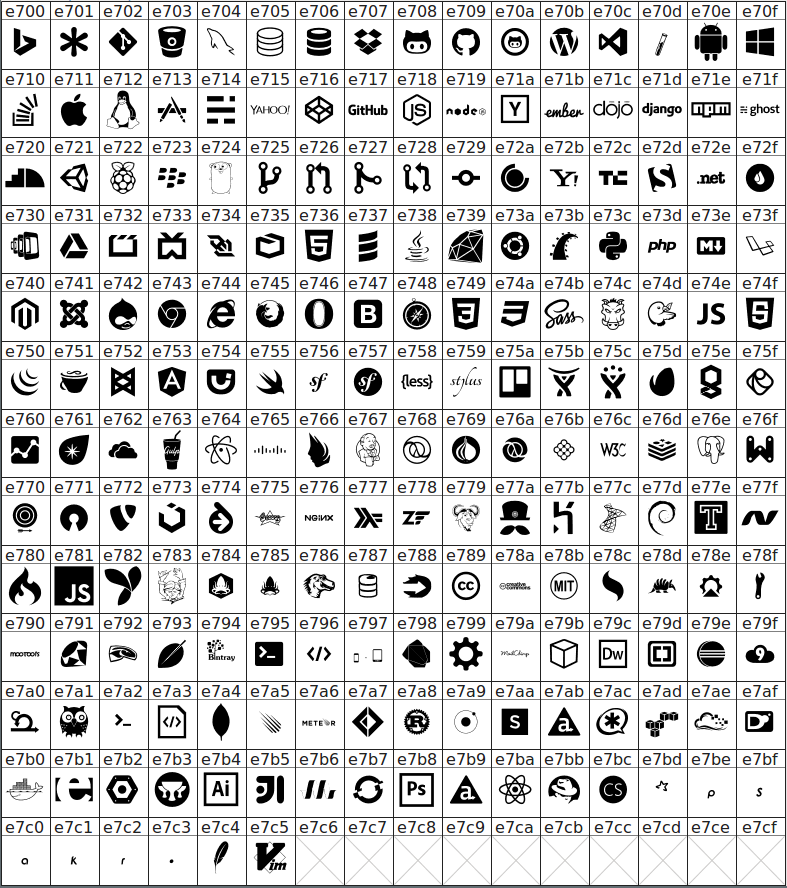 e700 e701 e702 e703 e704 e705 e706 e707 e708 e709 e70a e70b e70c e70d e70e e70f
e710 e711 e712 e713 e714 e715 e716 e717 e718 e719 e71a e71b e71c e71d e71e e71f
YAHOO! GitHub JS node Y ember dojo django npm ghost
e720 e721 e722 e723 e724 e725 e726 e727 e728 e729 e72a e72b e72c e72d e72e e72f
Y! TC .net
e730 e731 e732 e733 e734 e735 e736 e737 e738 e739 e73a e73b e73c e73d e73e e73f
5 php M
e740 e741 e742 e743 e744 e745 e746 e747 e748 e749 e74a e74b e74c e74d e74e e74f
B 3 3 Sass JS 5
e750 e751 e752 e753 e754 e755 e756 e757 e758 e759 e75a e75b e75c e75d e75e e75f
A sf sf {less} stylus
e760 e761 e762 e763 e764 e765 e766 e767 e768 e769 e76a e76b e76c e76d e76e e76f
Gulp W3C
e770 e771 e772 e773 e774 e775 e776 e777 e778 e779 e77a e77b e77c e77d e77e e77f
NGINX ZF T
e780 e781 e782 e783 e784 e785 e786 e787 e788 e789 e78a e78b e78c e78d e78e e78f
JS cc creative commons MIT
e790 e791 e792 e793 e794 e795 e796 e797 e798 e799 e79a e79b e79c e79d e79e e79f
mootools Bintray >_ </> MailChimp Dw 9
e7a0 e7a1 e7a2 e7a3 e7a4 e7a5 e7a6 e7a7 e7a8 e7a9 e7aa e7ab e7ac e7ad e7ae e7af
>_ </> METEOR R S a D
e7b0 e7b1 e7b2 e7b3 e7b4 e7b5 e7b6 e7b7 e7b8 e7b9 e7ba e7bb e7bc e7bd e7be e7bf
e Ai Ps a CS p s
e7c0 e7c1 e7c2 e7c3 e7c4 e7c5 e7c6 e7c7 e7c8 e7c9 e7ca e7cb e7cc e7cd e7ce e7cf
a k r Vim